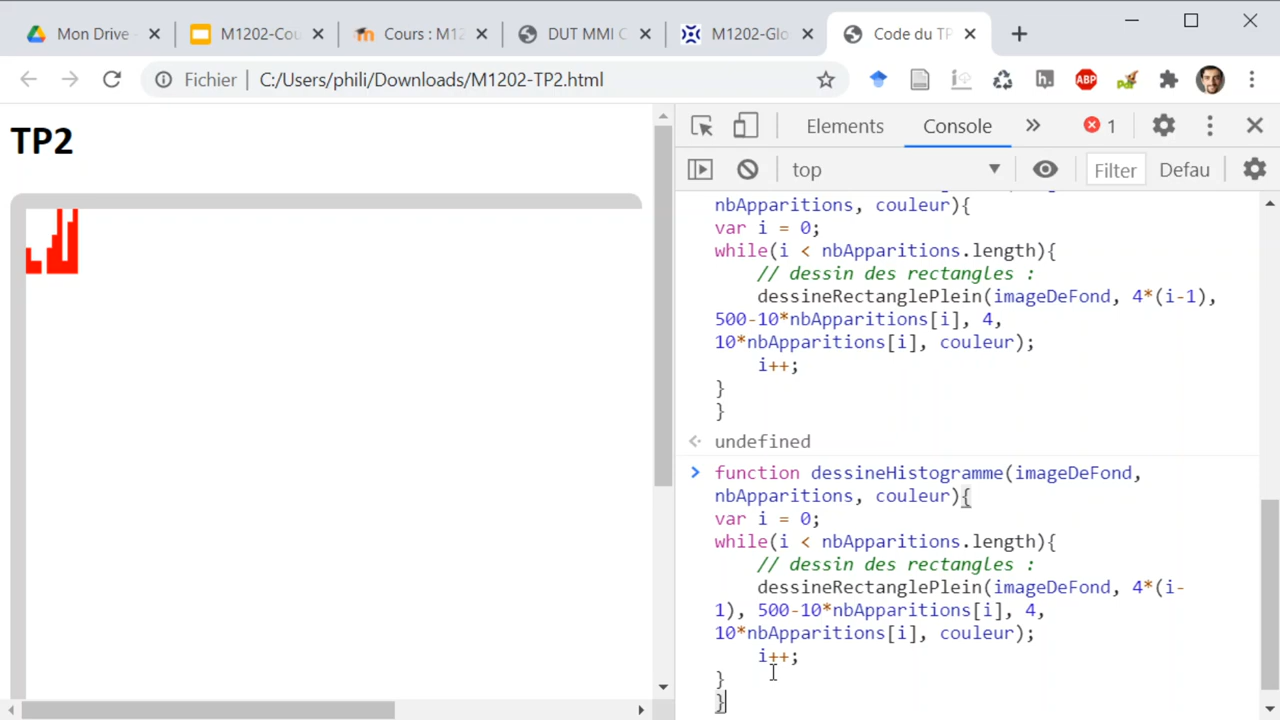 Mon Drive - M1202-Cou Cours : M12 DUT MMI C M1202-Glo Code du TP
Fichier C:/Users/phili/Downloads/M1202-TP2.html
ABP
TP2
Elements Console 1
top Filter Defau
nbApparitions, couleur){
var i = 0;
while(i < nbApparitions.length){
// dessin des rectangles :
dessineRectanglePlein(imageDeFond, 4*(i-1),
500-10*nbApparitions[i], 4,
10*nbApparitions[i], couleur);
i++;
}
}
undefined
function dessineHistogramme(imageDeFond,
nbApparitions, couleur){
var i = 0;
while(i < nbApparitions.length){
// dessin des rectangles :
dessineRectanglePlein(imageDeFond, 4*(i-
1), 500-10*nbApparitions[i], 4,
10*nbApparitions[i], couleur);
i++;
}
}